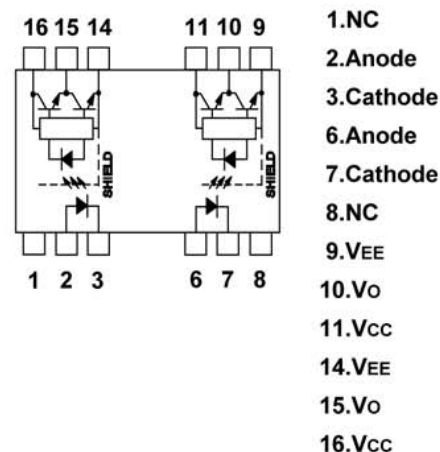 16 15 14 11 10 9
SHIELD SHIELD
1 2 3 6 7 8
1.NC
2.Anode
3.Cathode
6.Anode
7.Cathode
8.NC
9.VEE
10.VO
11.VCC
14.VEE
15.VO
16.VCC